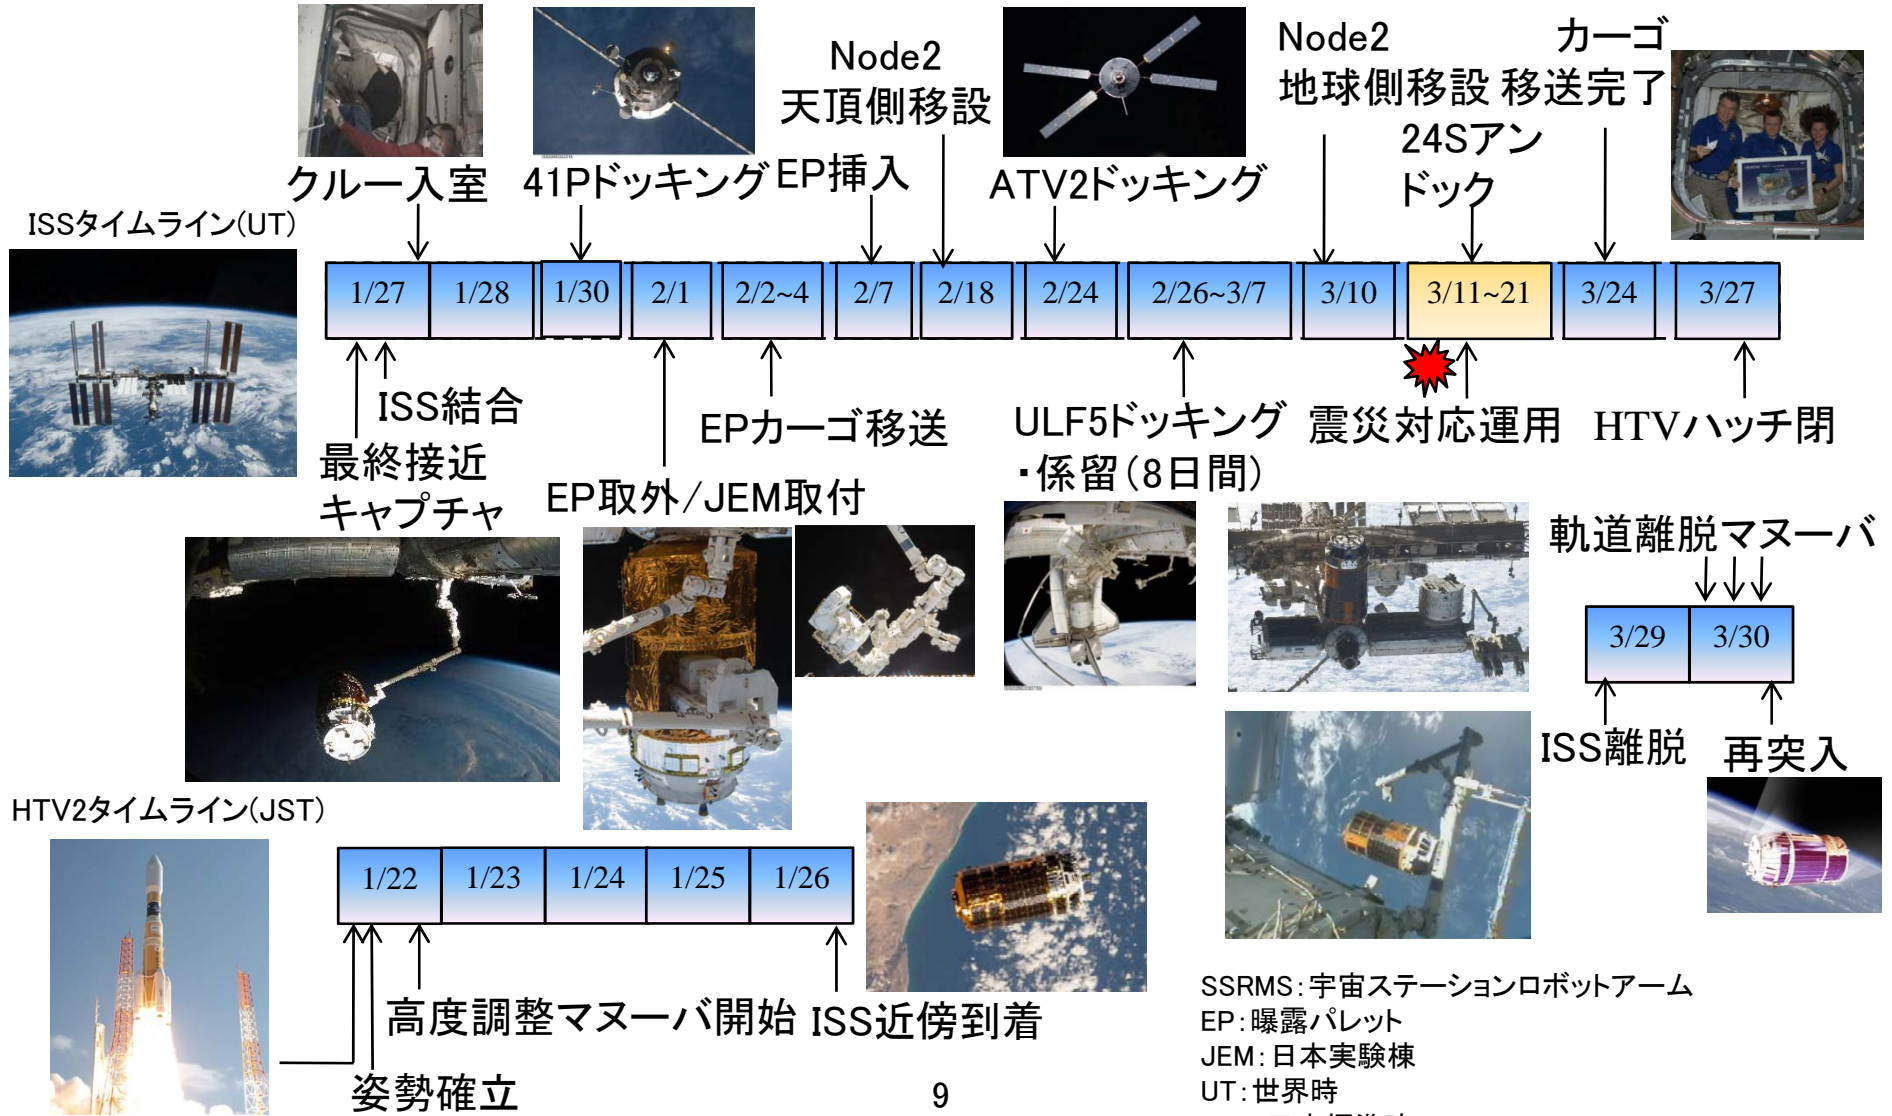 Node2
天頂側移設
Node2
地球側移設
カーゴ
移送完了
クルー入室
41Pドッキング
EP挿入
ATV2ドッキング
24Sアン
ドック
ISSタイムライン(UT)
1/27
1/28
1/30
2/1
2/2~4
2/7
2/18
2/24
2/26~3/7
3/10
3/11~21
3/24
3/27
ISS結合
最終接近
キャプチャ
EPカーゴ移送
EP取外/JEM取付
ULF5ドッキング
・係留(8日間)
震災対応運用
HTVハッチ閉
軌道離脱マヌーバ
3/29
3/30
ISS離脱
再突入
HTV2タイムライン(JST)
1/22
1/23
1/24
1/25
1/26
高度調整マヌーバ開始
ISS近傍到着
姿勢確立
SSRMS:宇宙ステーションロボットアーム
EP:曝露パレット
JEM:日本実験棟
UT:世界時
9